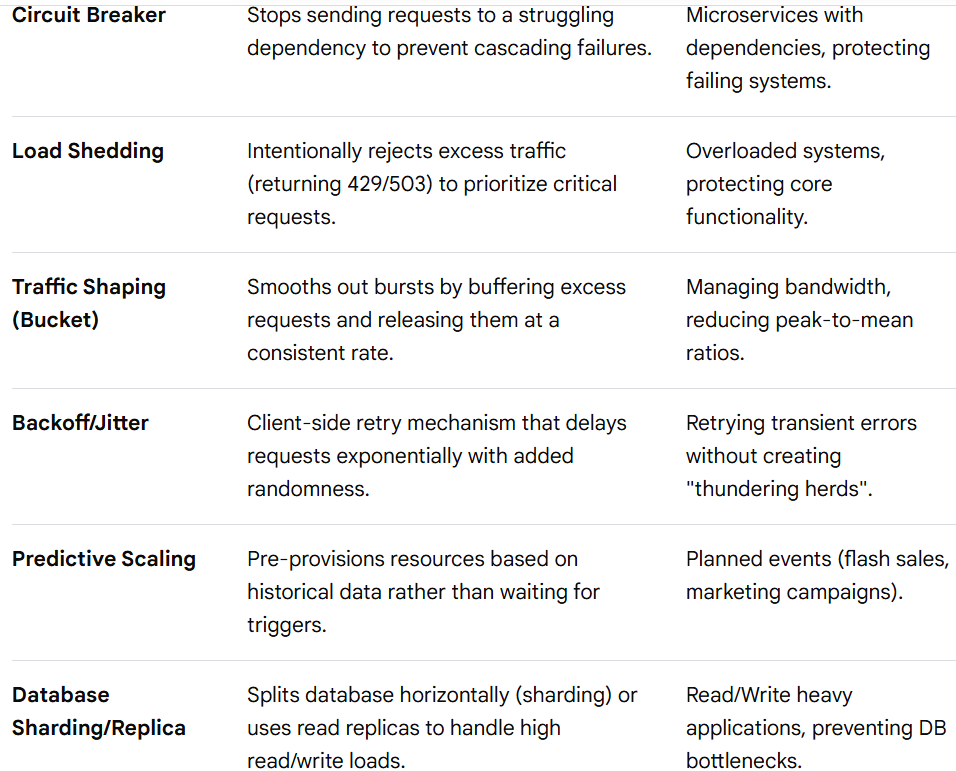 Circuit Breaker
Stops sending requests to a struggling
dependency to prevent cascading failures.
Microservices with
dependencies, protecting
failing systems.
Load Shedding
Intentionally rejects excess traffic
(returning 429/503) to prioritize critical
requests.
Overloaded systems,
protecting core
functionality.
Traffic Shaping
(Bucket)
Smooths out bursts by buffering excess
requests and releasing them at a
consistent rate.
Managing bandwidth,
reducing peak-to-mean
ratios.
Backoff/Jitter
Client-side retry mechanism that delays
requests exponentially with added
randomness.
Retrying transient errors
without creating
"thundering herds".
Predictive Scaling
Pre-provisions resources based on
historical data rather than waiting for
triggers.
Planned events (flash sales,
marketing campaigns).
Database
Sharding/Replica
Splits database horizontally (sharding) or
uses read replicas to handle high
read/write loads.
Read/Write heavy
applications, preventing DB
bottlenecks.